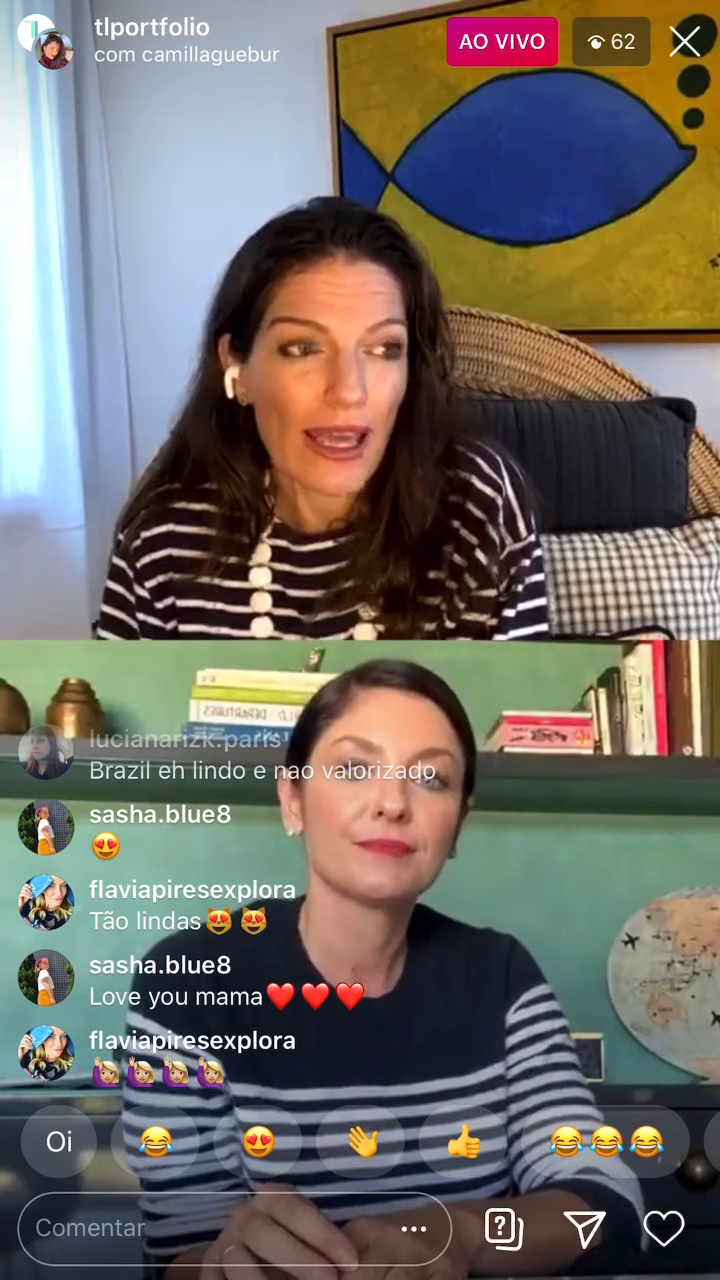 tlportfolio
com camillaguebur
AO VIVO
62
DEPARTURES
lucianarizk.paris
Brazil eh lindo e nao valorizado
sasha.blue8
😍
flaviapiresexplora
Tão lindas😻 😻
sasha.blue8
Love you mama❤️❤️❤️
flaviapiresexplora
🙋🏼‍♀️🙋🏼‍♀️🙋🏼‍♀️🙋🏼‍♀️
Oi 😂 😍 👋 👍 😂😂😂
Comentar